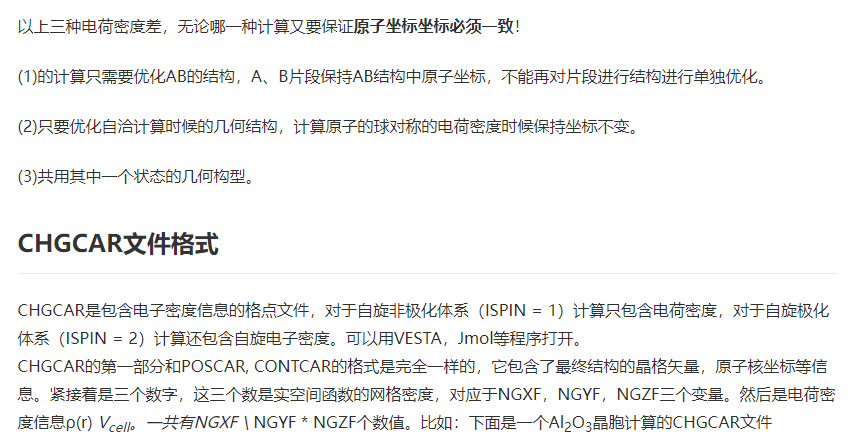 以上三种电荷密度差，无论哪一种计算又要保证原子坐标坐标必须一致！
(1)的计算只需要优化AB的结构，A、B片段保持AB结构中原子坐标，不能再对片段进行结构进行单独优化。
(2)只要优化自洽计算时候的几何结构，计算原子的球对称的电荷密度时候保持坐标不变。
(3)共用其中一个状态的几何构型。
CHGCAR文件格式
CHGCAR是包含电子密度信息的格点文件，对于自旋非极化体系（ISPIN = 1）计算只包含电荷密度，对于自旋极化
体系（ISPIN = 2）计算还包含自旋电子密度。可以用VESTA，Jmol等程序打开。
CHGCAR的第一部分和POSCAR, CONTCAR的格式是完全一样的，它包含了最终结构的晶格矢量，原子核坐标等信
息。紧接着是三个数字，这三个数是实空间函数的网格密度，对应于NGXF，NGYF，NGZF三个变量。然后是电荷密
度信息ρ(r) V_cell。一共有NGXF \ NGYF * NGZF个数值。比如：下面是一个Al₂O₃晶胞计算的CHGCAR文件